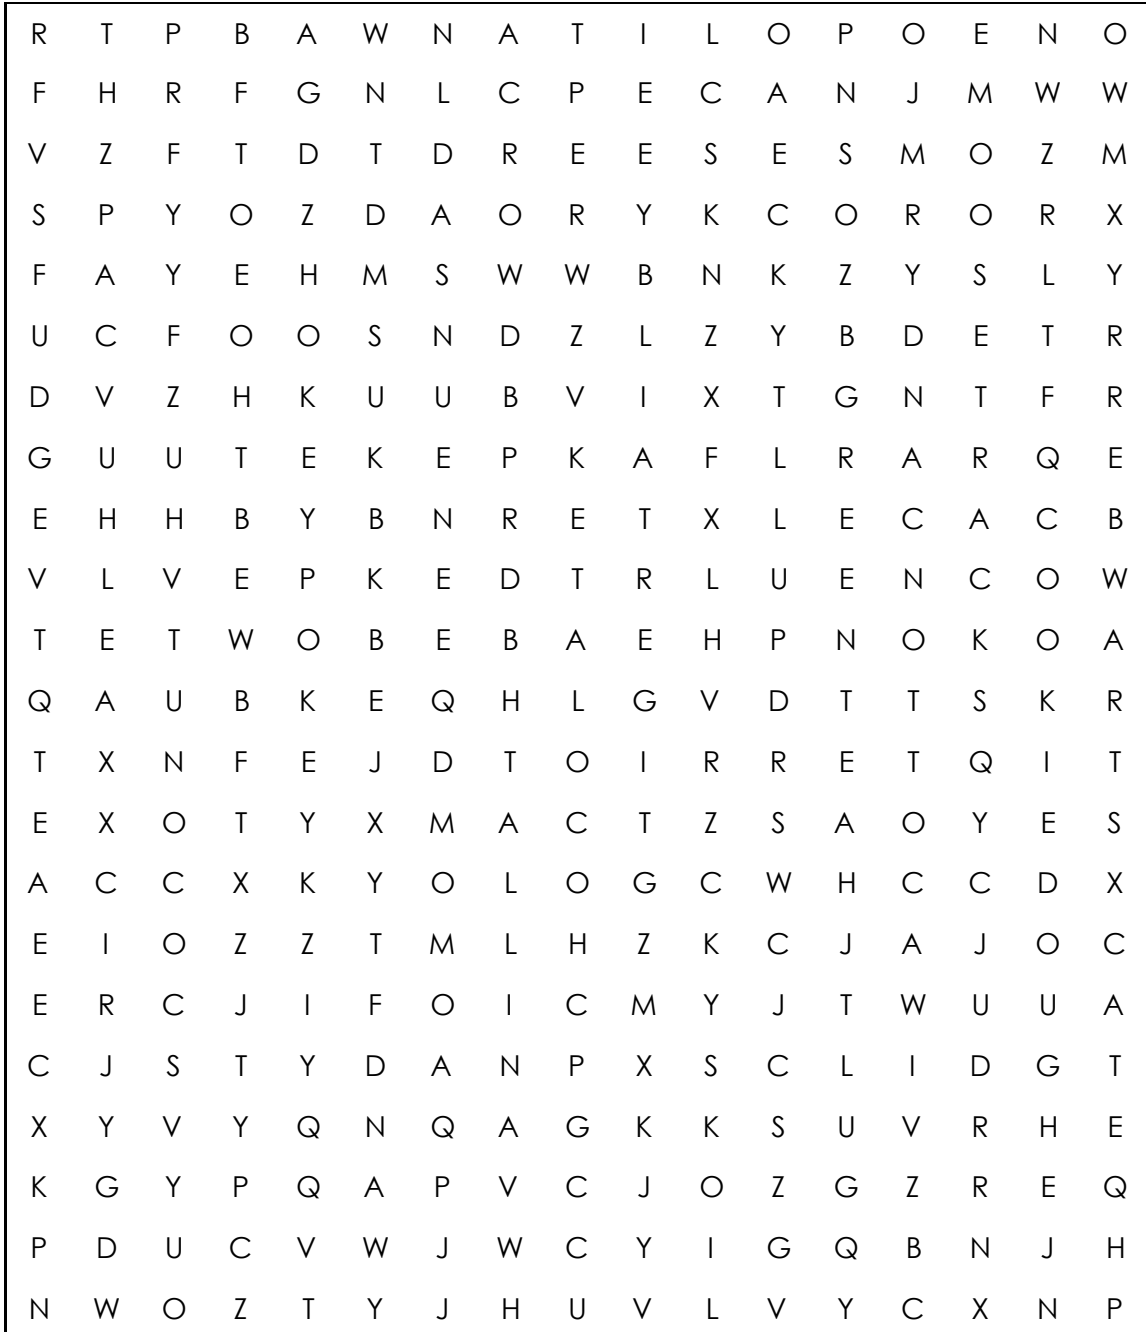 R T P B A W N A T I L O P O E N O
F H R F G N L C P E C A N J M W W
V Z F T D T D R E E S E S M O Z M
S P Y O Z D A O R Y K C O R O R X
F A Y E H M S W W B N K Z Y S L Y
U C F O O S N D Z L Z Y B D E T R
D V Z H K U U B V I X T G N T F R
G U U T E K E P K A F L R A R Q E
E H H B Y B N R E T X L E C A C B
V L V E P K E D T R L U E N C O W
T E T W O B E B A E H P N O K O A
Q A U B K E Q H L G V D T T S K R
T X N F E J D T O I R R E T Q I T
E X O T Y X M A C T Z S A O Y E S
A C C X K Y O L O G C W H C C D X
E I O Z Z T M L H Z K C J A J O C
E R C J I F O I C M Y J T W U U A
C J S T Y D A N P X S C L I D G T
X Y V Y Q N Q A G K K S U V R H E
K G Y P Q A P V C J O Z G Z R E Q
P D U C V W J W C Y I G Q B N J H
N W O Z T Y J H U V L V Y C X N P